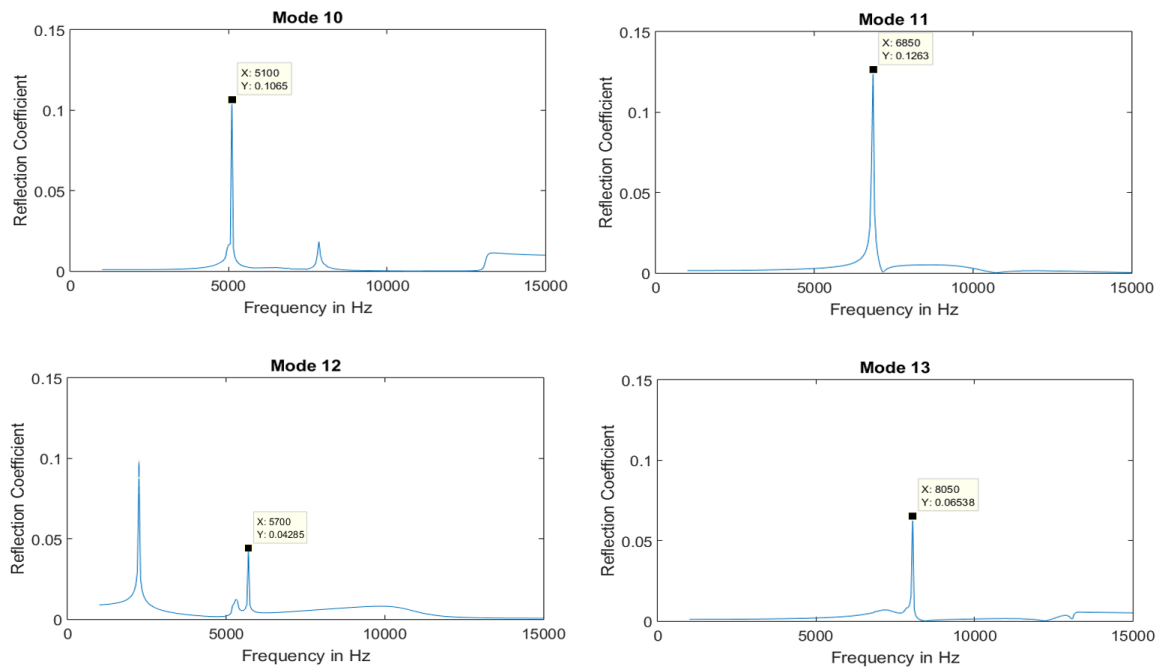 Mode 10
0.15
0.1
0.05
0
Reflection Coefficient
X: 5100
Y: 0.1065
0 5000 10000 15000
Frequency in Hz
Mode 11
0.15
0.1
0.05
0
Reflection Coefficient
X: 6850
Y: 0.1263
0 5000 10000 15000
Frequency in Hz
Mode 12
0.15
0.1
0.05
0
Reflection Coefficient
X: 5700
Y: 0.04285
0 5000 10000 15000
Frequency in Hz
Mode 13
0.15
0.1
0.05
0
Reflection Coefficient
X: 8050
Y: 0.06538
0 5000 10000 15000
Frequency in Hz